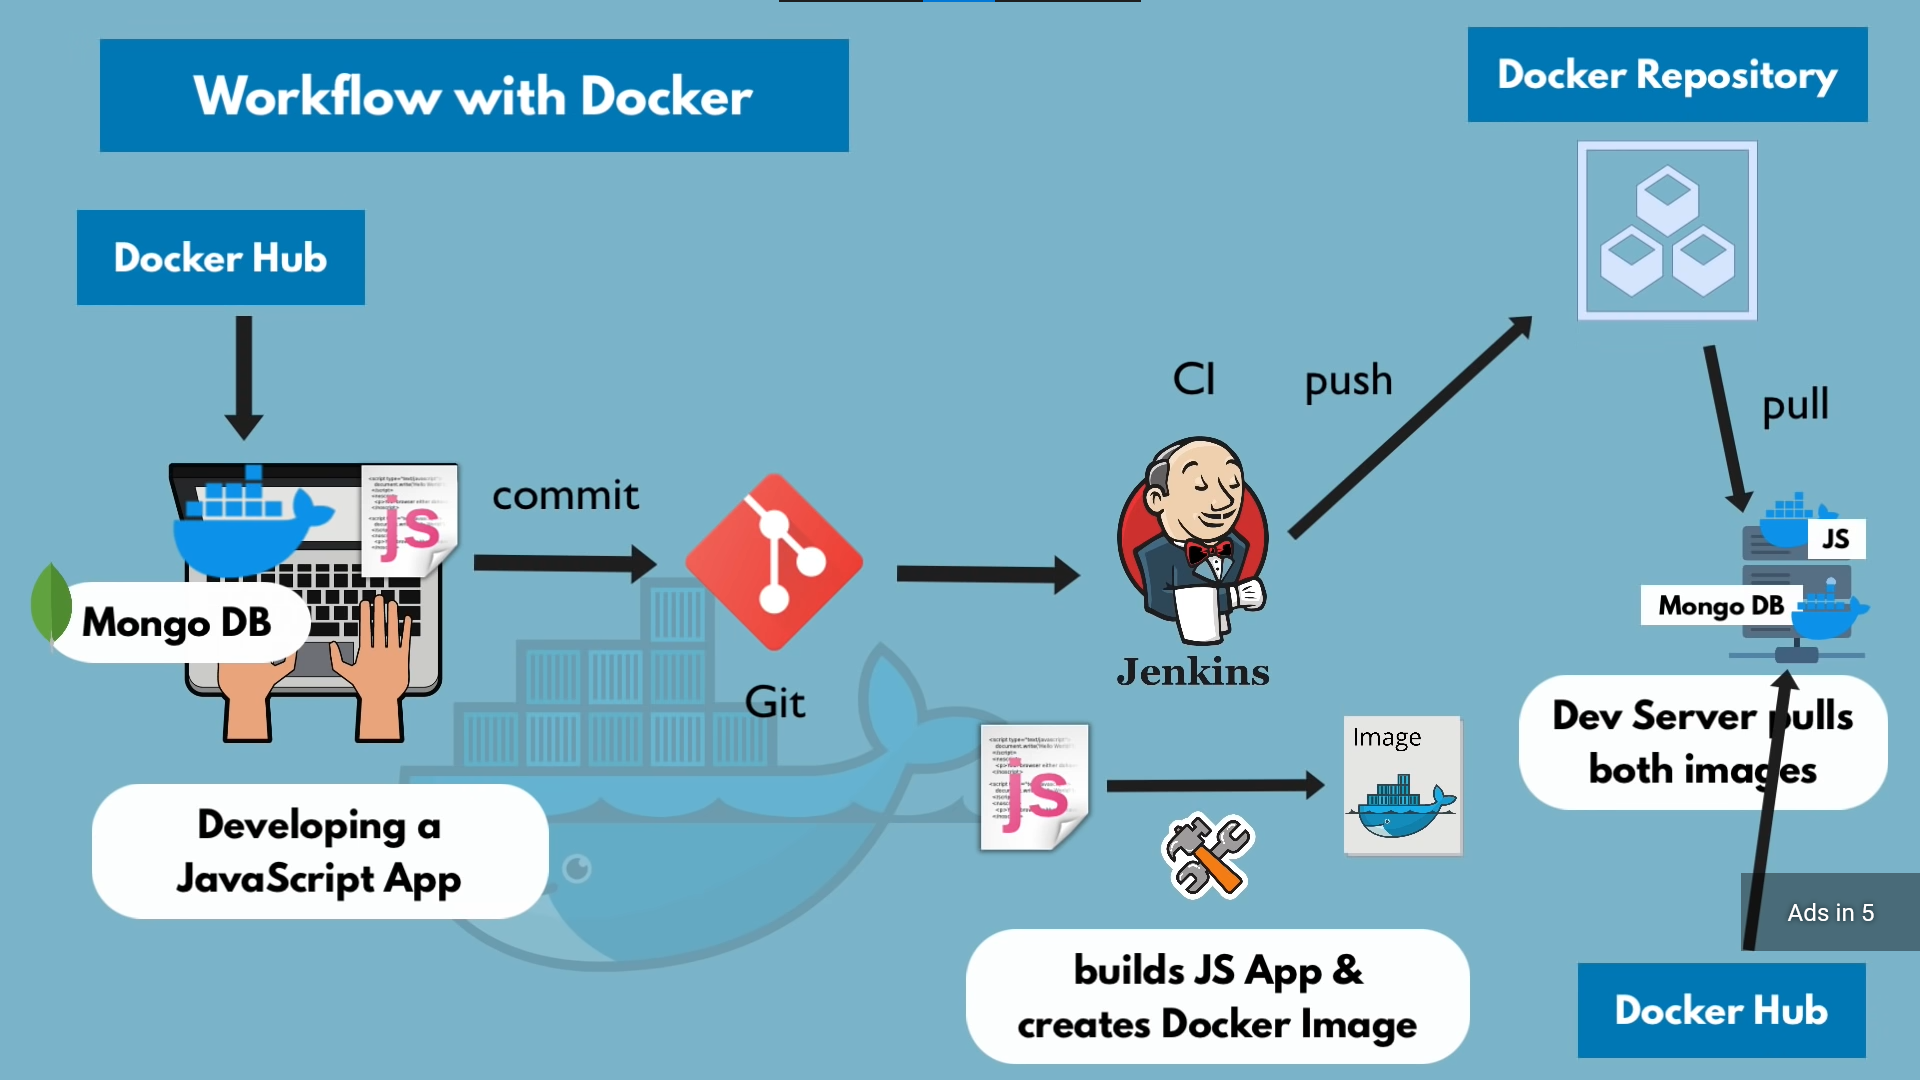 Workflow with Docker
Docker Repository
Docker Hub
CI
push
pull
commit
js
JS
Mongo DB
Mongo DB
Jenkins
Git
Dev Server pulls
both images
Image
js
Developing a
JavaScript App
Ads in 5
builds JS App &
creates Docker Image
Docker Hub